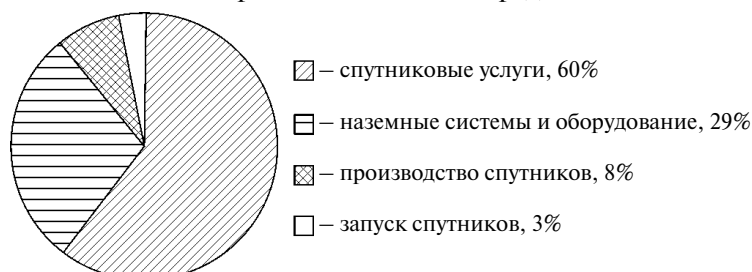 – спутниковые услуги, 60%
– наземные системы и оборудование, 29%
– производство спутников, 8%
– запуск спутников, 3%